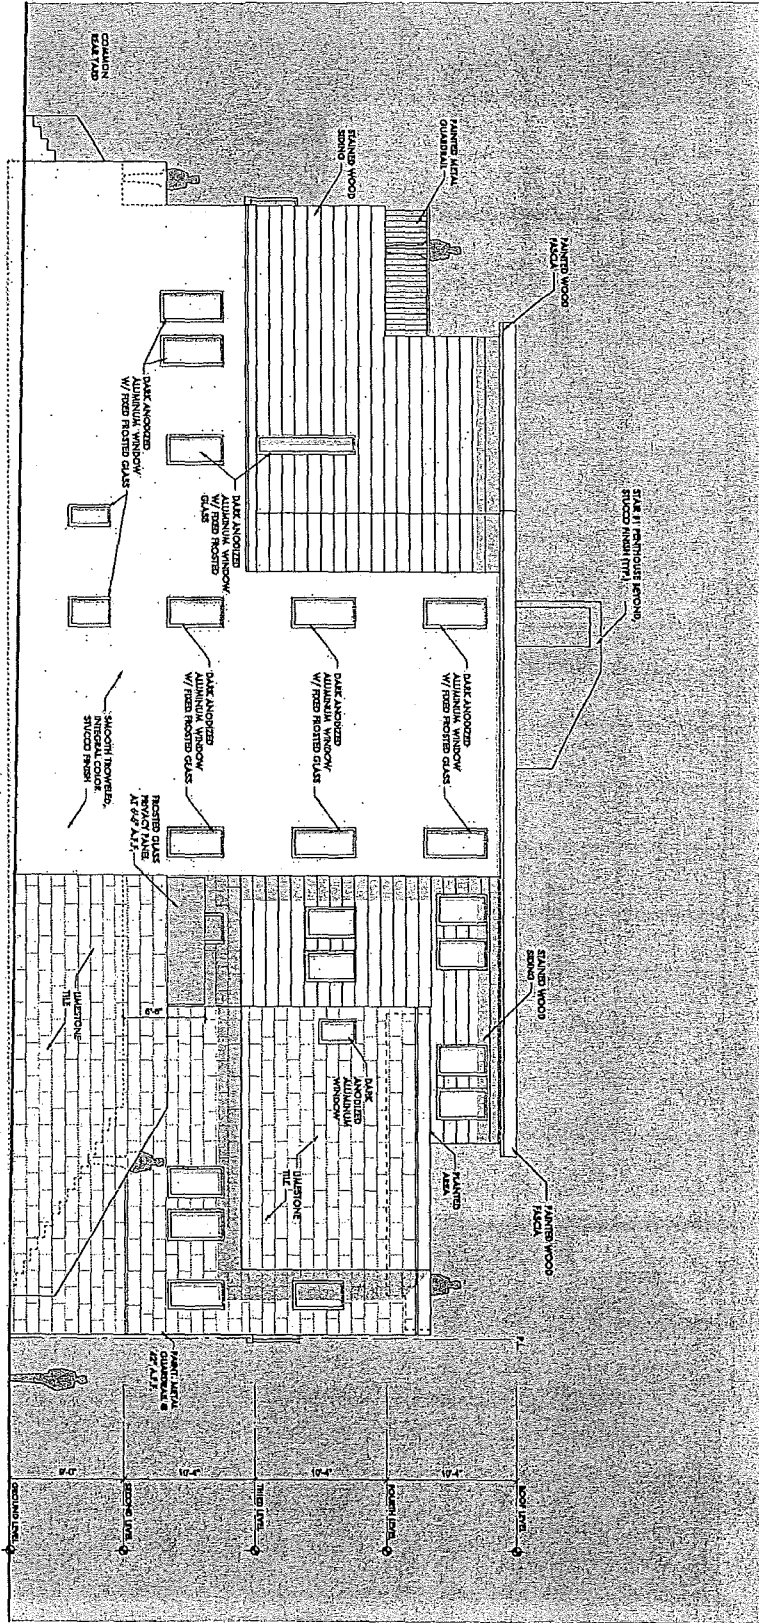 COMMON
REAR YARD
STAINED WOOD
SIDING
PAINTED METAL
GUARDRAIL
PAINTED WOOD
FASCIA
STAIR #1 PENTHOUSE BEYOND,
STUCCO FINISH (TYP.)
DARK ANODIZED
ALUMINUM WINDOW
W/ FIXED FROSTED GLASS
DARK ANODIZED
ALUMINUM WINDOW
W/ FIXED FROSTED
GLASS
DARK ANODIZED
ALUMINUM WINDOW
W/ FIXED FROSTED GLASS
DARK ANODIZED
ALUMINUM WINDOW
W/ FIXED FROSTED GLASS
DARK ANODIZED
ALUMINUM WINDOW
W/ FIXED FROSTED GLASS
SMOOTH TROWELED,
INTEGRAL COLOR
STUCCO FINISH
FROSTED GLASS
PRIVACY PANEL
AT 6'-6" A.F.F.
STAINED WOOD
SIDING
LIMESTONE
TILE
6'-6"
DARK
ANODIZED
ALUMINUM
WINDOW
LIMESTONE
TILE
PLANTED
AREA
PAINTED WOOD
FASCIA
PAINT. METAL
GUARDRAIL @
42" A.F.F.
10'-4"
10'-4"
10'-4"
ROOF LEVEL
FOURTH LEVEL
THIRD LEVEL
SECOND LEVEL
GROUND LEVEL